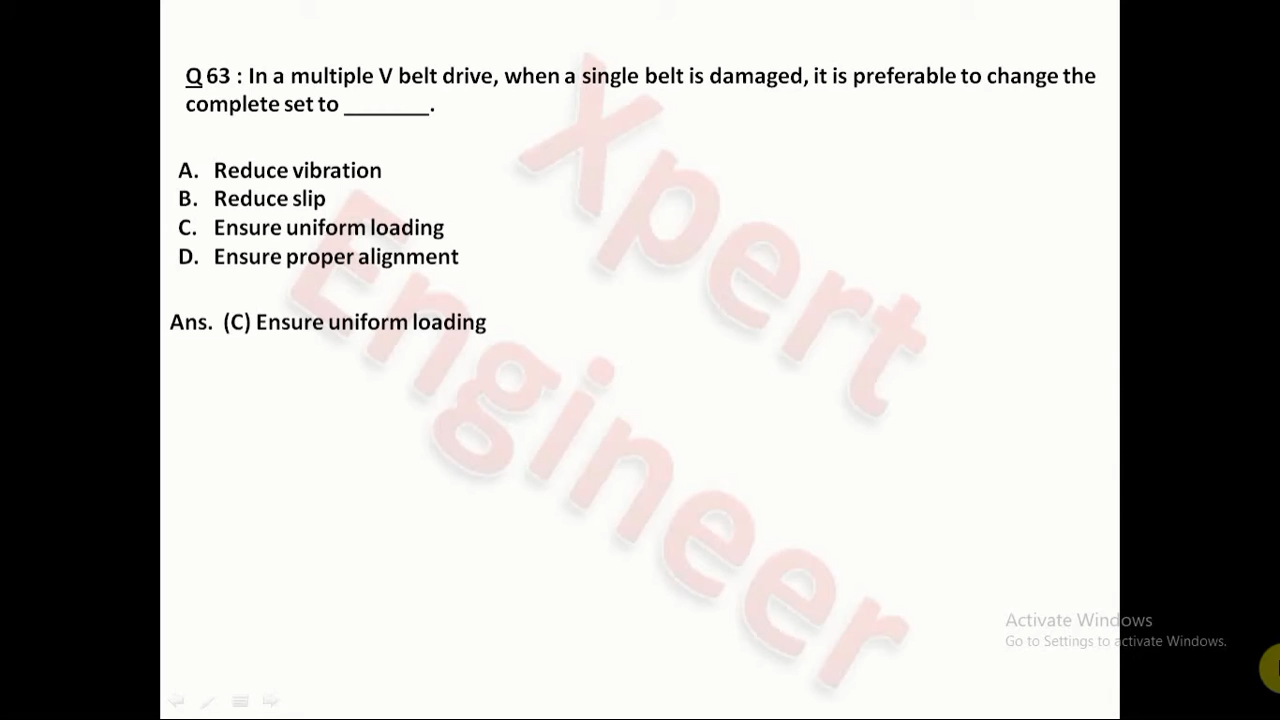 Q 63 : In a multiple V belt drive, when a single belt is damaged, it is preferable to change the
complete set to _______.
A. Reduce vibration
B. Reduce slip
C. Ensure uniform loading
D. Ensure proper alignment
Ans. (C) Ensure uniform loading
Xpert
Engineer
Activate Windows
Go to Settings to activate Windows.